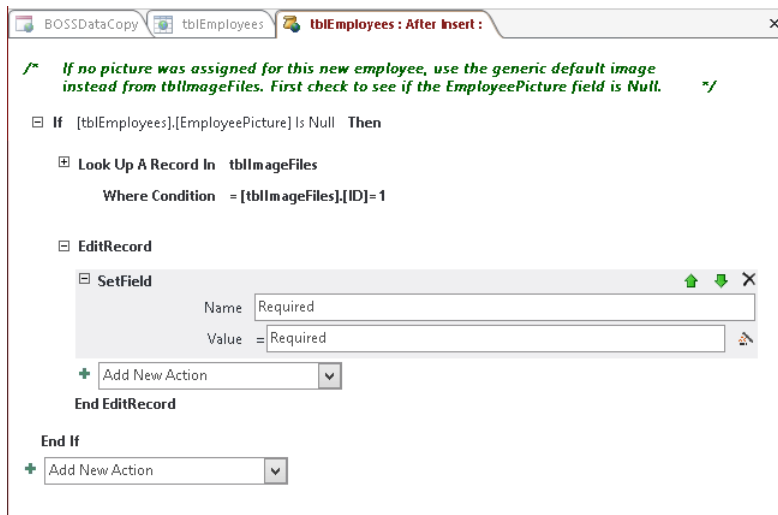 BOSSDataCopy tblEmployees tblEmployees : After Insert :
/* If no picture was assigned for this new employee, use the generic default image
instead from tblImageFiles. First check to see if the EmployeePicture field is Null. */
If [tblEmployees].[EmployeePicture] Is Null Then
Look Up A Record In tblImageFiles
Where Condition = [tblImageFiles].[ID]=1
EditRecord
SetField
Name Required
Value = Required
Add New Action
End EditRecord
End If
Add New Action